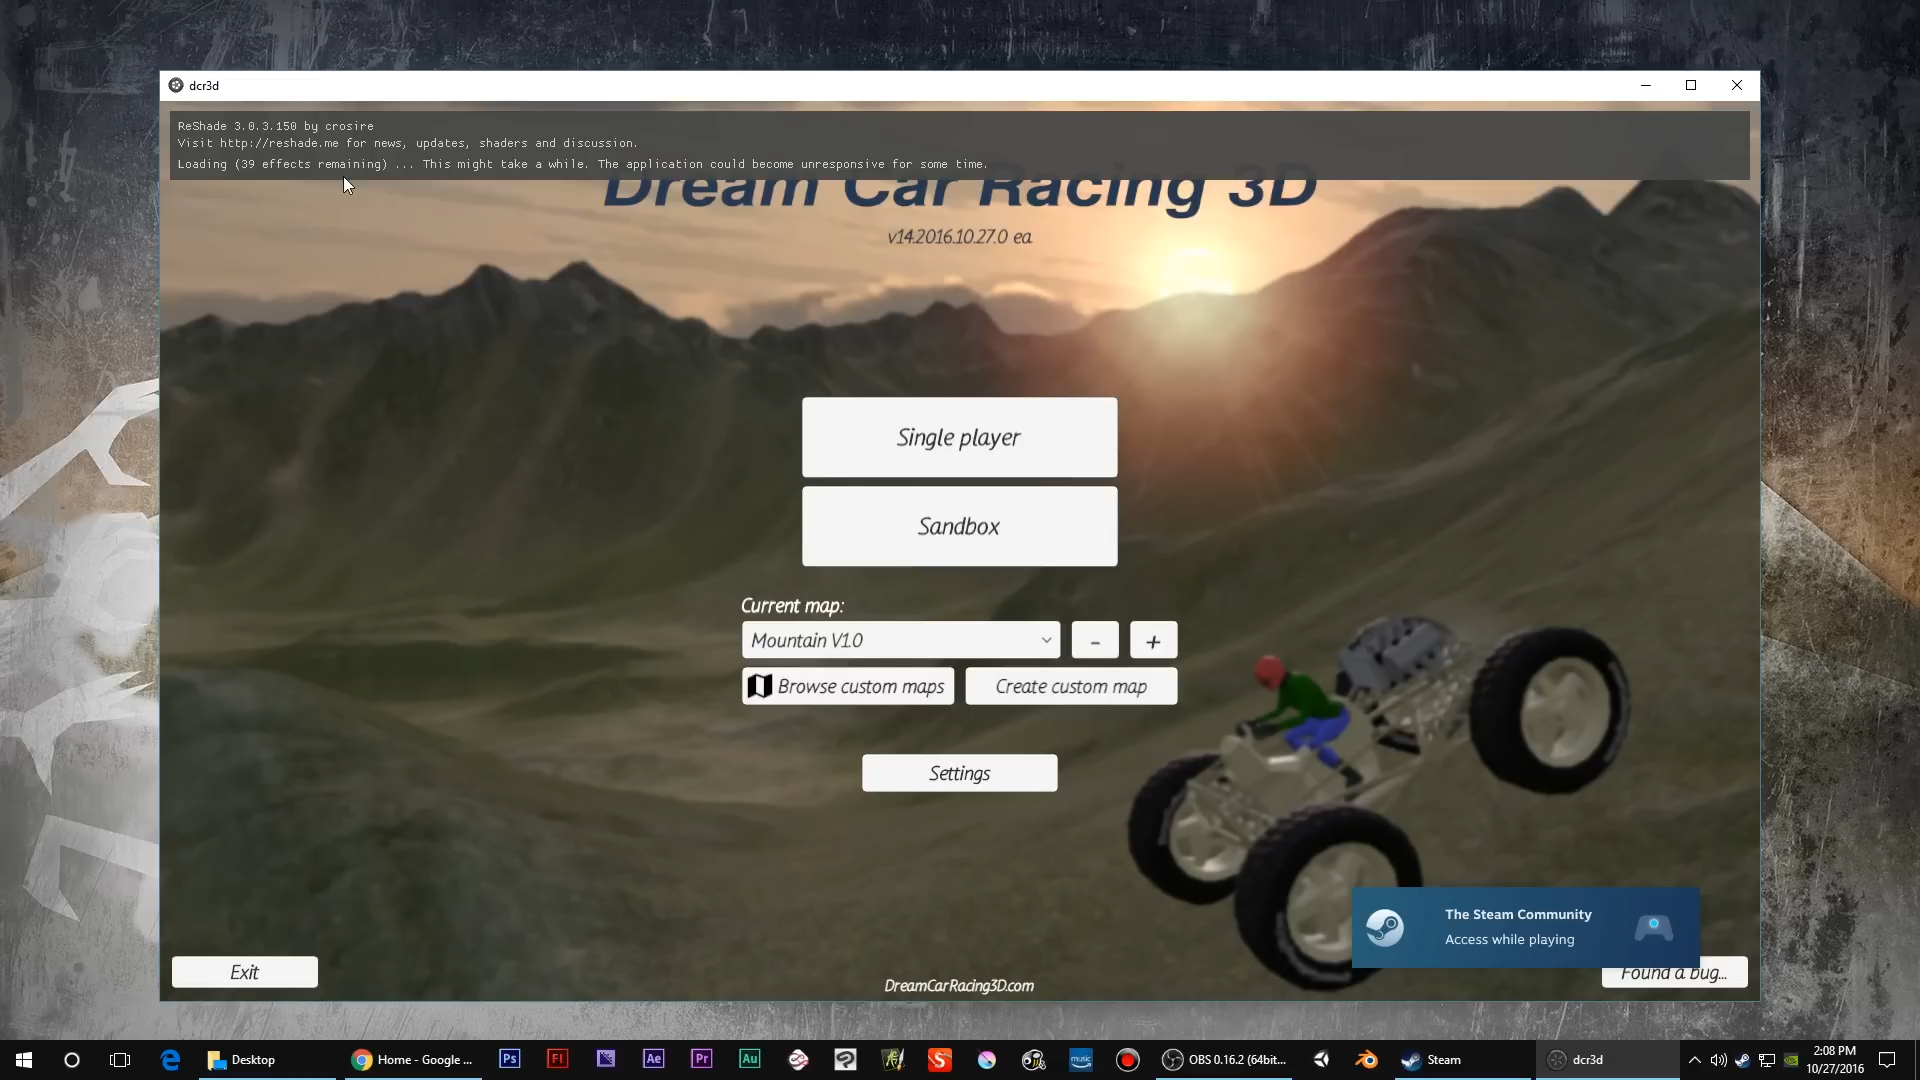 dcr3d
ReShade 3.0.3.150 by crosire
Visit http://reshade.me for news, updates, shaders and discussion.
Loading (39 effects remaining) ... This might take a while. The application could become unresponsive for some time.
Dream Car Racing 3D
v14.2016.10.27.0 ea
Single player
Sandbox
Current map:
Mountain V1.0
-
+
Browse custom maps
Create custom map
Settings
The Steam Community
Access while playing
Exit
Found a bug...
DreamCarRacing3D.com
Desktop
Home - Google ...
Ps
Fl
Ae
Pr
Au
music
OBS 0.16.2 (64bit...
Steam
dcr3d
2:08 PM
10/27/2016